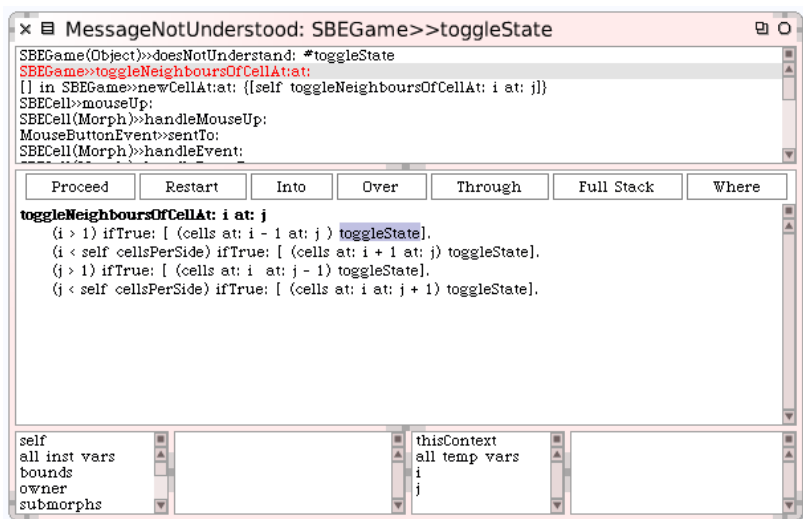 MessageNotUnderstood: SBEGame>>toggleState
SBEGame(Object)»doesNotUnderstand: #toggleState
SBEGame»toggleNeighboursOfCellAt:at:
[] in SBEGame»newCellAt:at: {[self toggleNeighboursOfCellAt: i at: j]}
SBECell»mouseUp:
SBECell(Morph)»handleMouseUp:
MouseButtonEvent»sentTo:
SBECell(Morph)»handleEvent:
Proceed Restart Into Over Through Full Stack Where
toggleNeighboursOfCellAt: i at: j
(i > 1) ifTrue: [ (cells at: i - 1 at: j ) toggleState].
(i < self cellsPerSide) ifTrue: [ (cells at: i + 1 at: j) toggleState].
(j > 1) ifTrue: [ (cells at: i at: j - 1) toggleState].
(j < self cellsPerSide) ifTrue: [ (cells at: i at: j + 1) toggleState].
self
all inst vars
bounds
owner
submorphs
thisContext
all temp vars
i
j